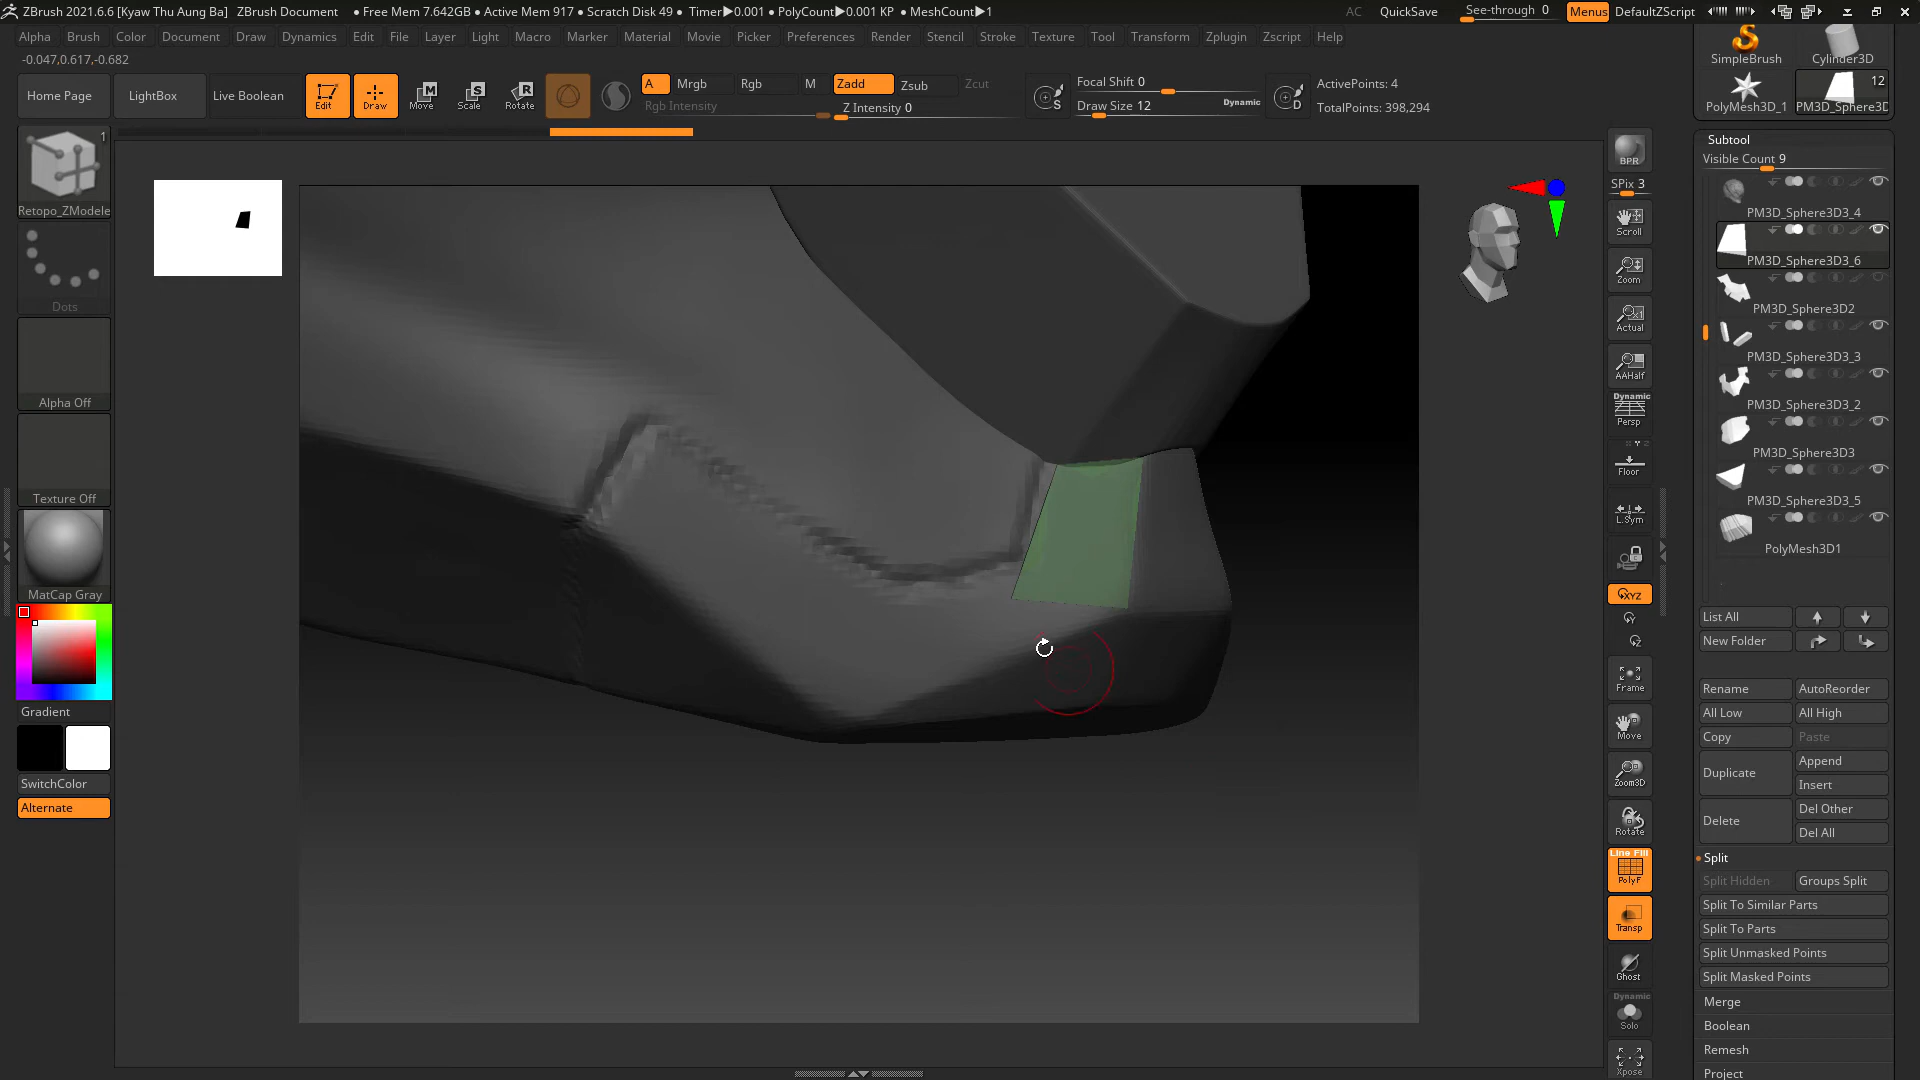 ZBrush 2021.6.6 [Kyaw Thu Aung Ba] ZBrush Document ● Free Mem 7.642GB ● Active Mem 917 ● Scratch Disk 49 ● Timer▶0.001 ● PolyCount▶0.001 KP ● MeshCount▶1 AC QuickSave See-through 0 Menus DefaultZScript
Alpha Brush Color Document Draw Dynamics Edit File Layer Light Macro Marker Material Movie Picker Preferences Render Stencil Stroke Texture Tool Transform Zplugin Zscript Help
-0.047,0.617,-0.682
Home Page LightBox Live Boolean Edit Draw Move Scale Rotate
A Mrgb Rgb M Zadd Zsub Zcut
Rgb Intensity Z Intensity 0
S Focal Shift 0
Draw Size 12 Dynamic D
ActivePoints: 4
TotalPoints: 398,294
SimpleBrush Cylinder3D
12
PolyMesh3D_1 PM3D_Sphere3D
1
Retopo_ZModele
Dots
Alpha Off
Texture Off
MatCap Gray
Gradient
SwitchColor
Alternate
BPR
SPix 3
Scroll
Zoom
Actual
AAHalf
Dynamic
Persp
Floor
L.Sym
XYZ
Frame
Move
Zoom3D
Rotate
Line Fill
PolyF
Transp
Ghost
Dynamic
Solo
Xpose
Subtool
Visible Count 9
PM3D_Sphere3D3_4
PM3D_Sphere3D3_6
PM3D_Sphere3D2
PM3D_Sphere3D3_3
PM3D_Sphere3D3_2
PM3D_Sphere3D3
PM3D_Sphere3D3_5
PolyMesh3D1
List All
New Folder
Rename AutoReorder
All Low All High
Copy Paste
Duplicate Append
Insert
Delete Del Other
Del All
Split
Split Hidden Groups Split
Split To Similar Parts
Split To Parts
Split Unmasked Points
Split Masked Points
Merge
Boolean
Remesh
Project